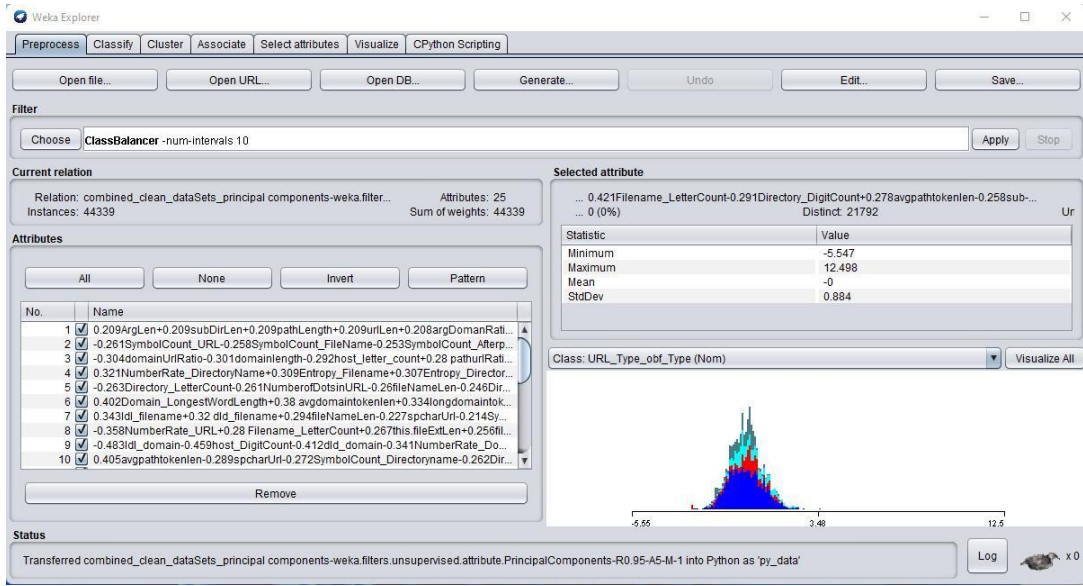 Weka Explorer
Preprocess Classify Cluster Associate Select attributes Visualize CPython Scripting
Open file... Open URL... Open DB... Generate... Undo Edit... Save...
Filter
Choose ClassBalancer -num-intervals 10 Apply Stop
Current relation
Relation: combined_clean_dataSets_principal components-weka.filter... Attributes: 25
Instances: 44339 Sum of weights: 44339
Attributes
All None Invert Pattern
No. Name
1 0.209ArgLen+0.209subDirLen+0.209pathLength+0.209urlLen+0.208argDomanRati...
2 -0.261SymbolCount_URL-0.258SymbolCount_FileName-0.253SymbolCount_Afterp...
3 -0.304domainUrlRatio-0.301domainlength-0.292host_letter_count+0.28 pathurlRati...
4 0.321NumberRate_DirectoryName+0.309Entropy_Filename+0.307Entropy_Director...
5 -0.263Directory_LetterCount-0.261NumberofDotsinURL-0.26fileNameLen-0.246Dir...
6 0.402Domain_LongestWordLength+0.38 avgdomaintokenlen+0.334longdomaintok...
7 0.343ldl_filename+0.32 dld_filename+0.294fileNameLen-0.227spcharUrl-0.214Sy...
8 -0.358NumberRate_URL+0.28 Filename_LetterCount+0.267this.fileExtLen+0.256fil...
9 -0.483ldl_domain-0.459host_DigitCount-0.412dld_domain-0.341NumberRate_Do...
10 0.405avgpathtokenlen-0.289spcharUrl-0.272SymbolCount_Directoryname-0.262Dir...
Remove
Selected attribute
... 0.421Filename_LetterCount-0.291Directory_DigitCount+0.278avgpathtokenlen-0.258sub-...
... 0 (0%) Distinct: 21792 Ur
Statistic Value
Minimum -5.547
Maximum 12.498
Mean -0
StdDev 0.884
Class: URL_Type_obf_Type (Nom) Visualize All
-5.55 3.48 12.5
Status
Transferred combined_clean_dataSets_principal components-weka.filters.unsupervised.attribute.PrincipalComponents-R0.95-A5-M-1 into Python as 'py_data'
Log x 0